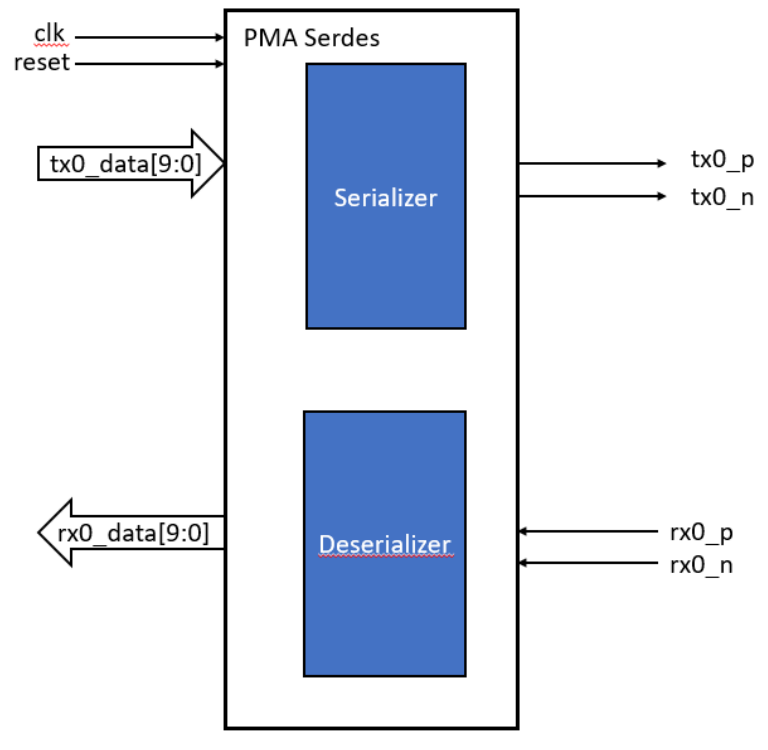 clk
reset
PMA Serdes
tx0_data[9:0]
Serializer
tx0_p
tx0_n
rx0_data[9:0]
Deserializer
rx0_p
rx0_n